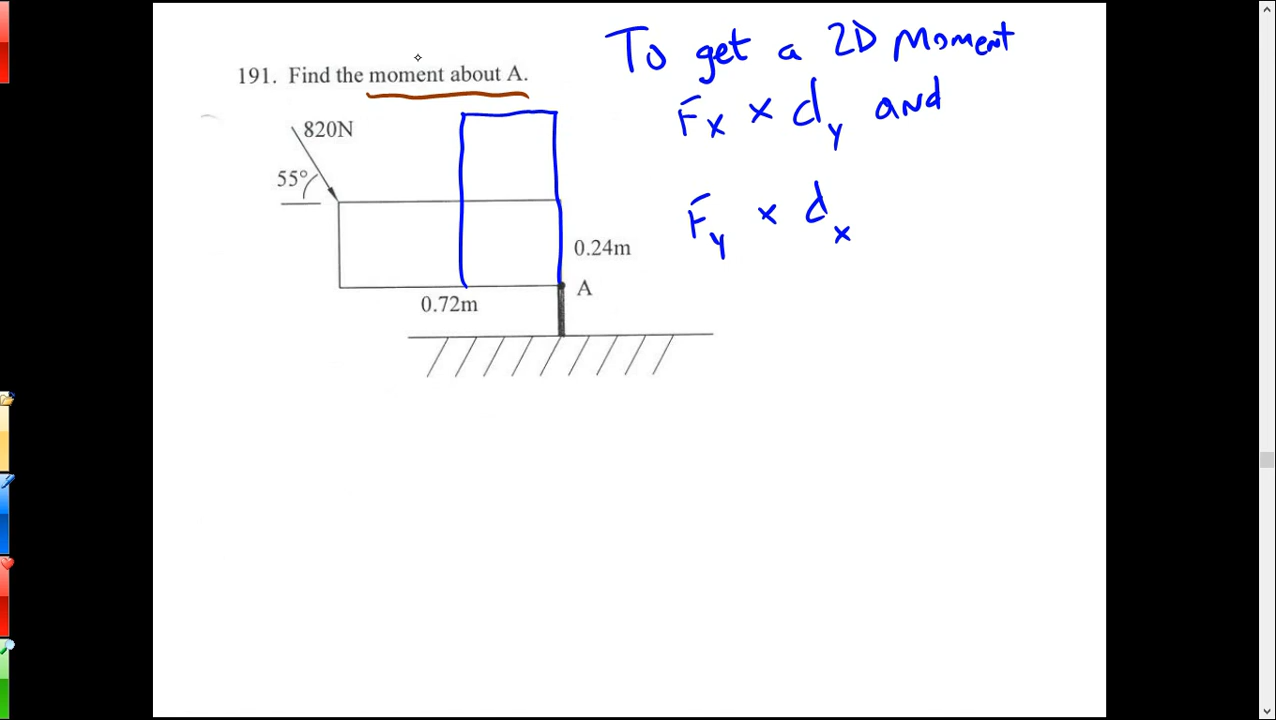 To get a 2D Moment
191. Find the moment about A.
Fx × dy and
820N
55°
Fy × dx
0.24m
A
0.72m